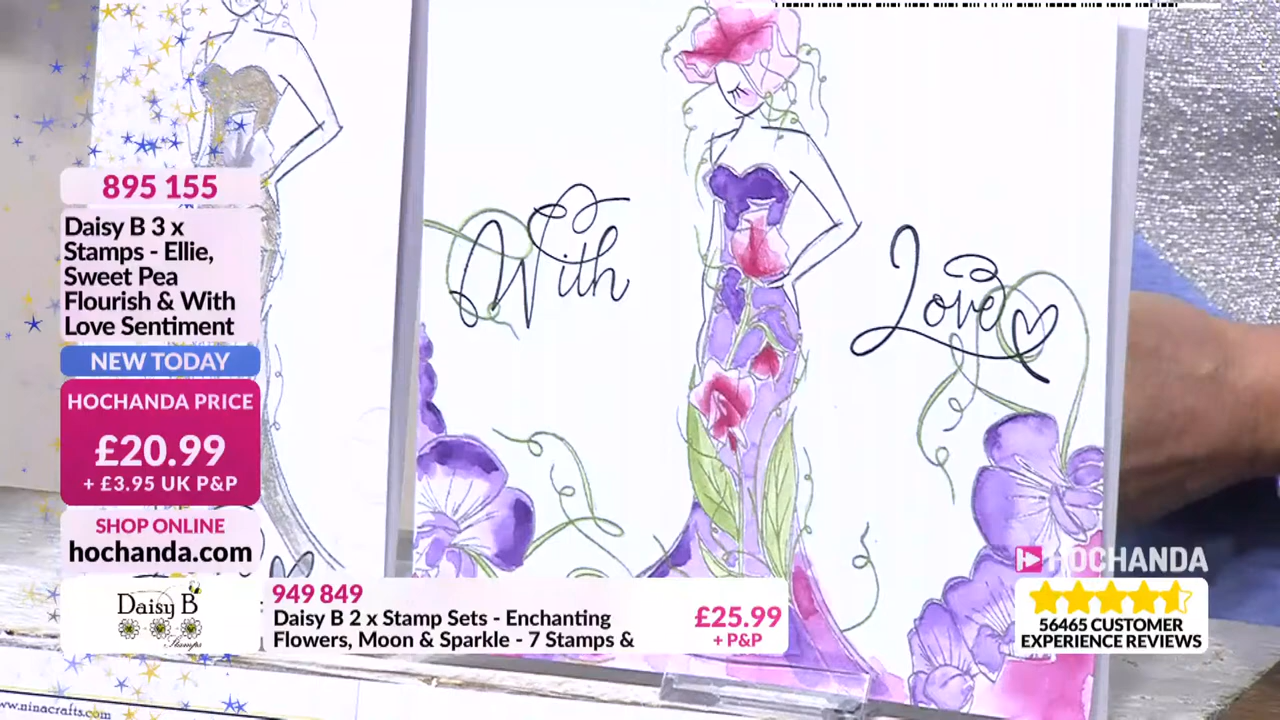 895 155
Daisy B 3 x
Stamps - Ellie,
Sweet Pea
Flourish & With
Love Sentiment
NEW TODAY
HOCHANDA PRICE
£20.99
+ £3.95 UK P&P
SHOP ONLINE
hochanda.com
With
Love
HOCHANDA
56465 CUSTOMER
EXPERIENCE REVIEWS
Daisy B
Stamps
949 849
Daisy B 2 x Stamp Sets - Enchanting
Flowers, Moon & Sparkle - 7 Stamps &
£25.99
+ P&P
www.ninacrafts.com